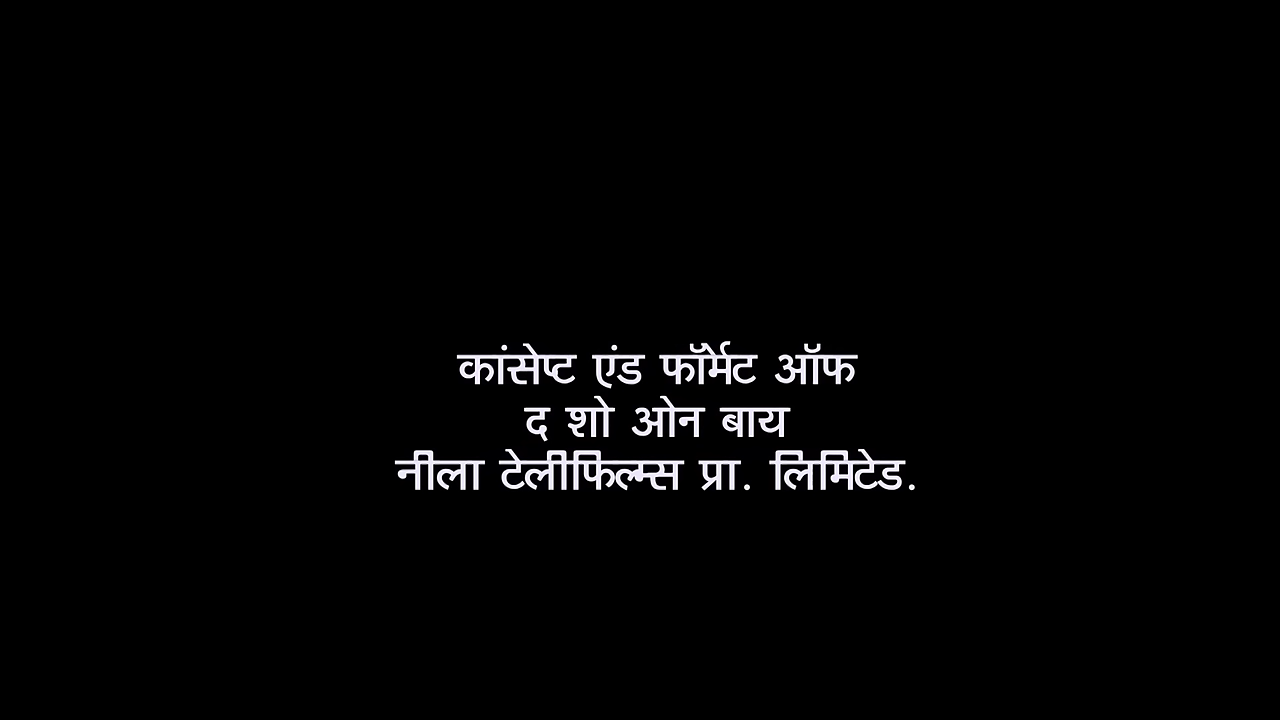 कांसेप्ट एंड फॉर्मेट ऑफ
द शो ओन बाय
नीला टेलीफिल्म्स प्रा. लिमिटेड.